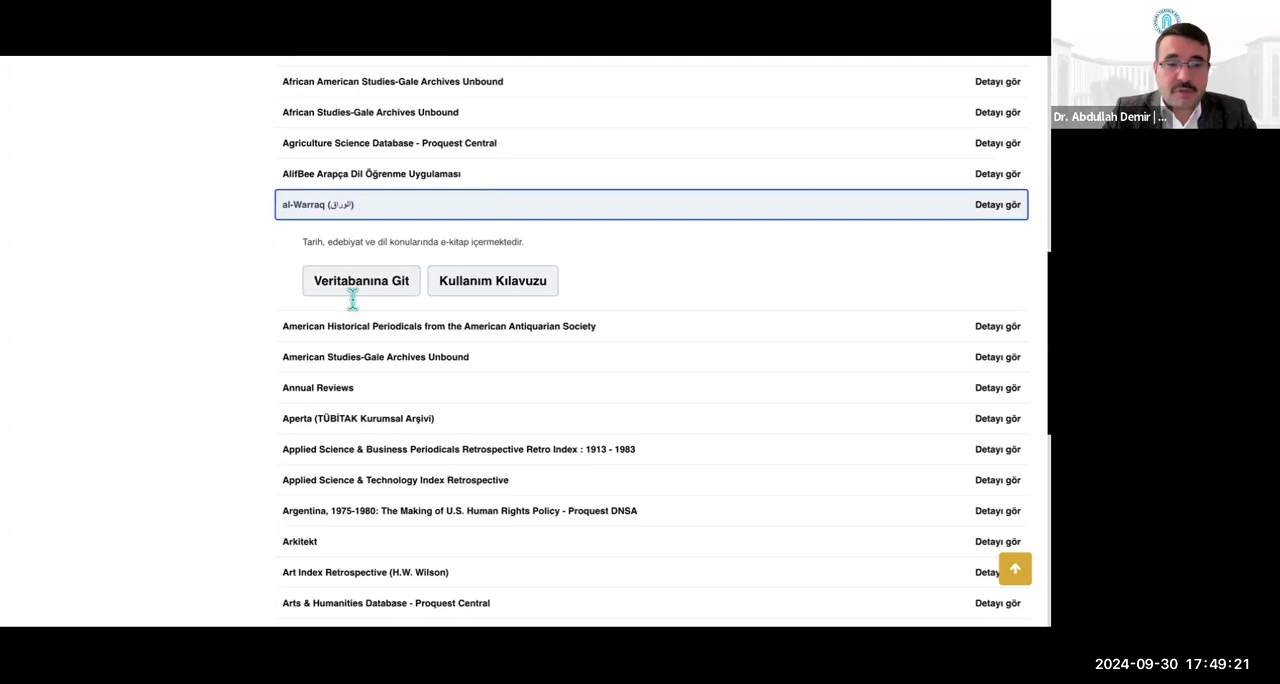 African American Studies-Gale Archives Unbound Detayı gör
African Studies-Gale Archives Unbound Detayı gör
Agriculture Science Database - Proquest Central Detayı gör
AlifBee Arapça Dil Öğrenme Uygulaması Detayı gör
al-Warraq (الوراق) Detayı gör
Tarih, edebiyat ve dil konularında e-kitap içermektedir.
Veritabanına Git Kullanım Kılavuzu
American Historical Periodicals from the American Antiquarian Society Detayı gör
American Studies-Gale Archives Unbound Detayı gör
Annual Reviews Detayı gör
Aperta (TÜBİTAK Kurumsal Arşivi) Detayı gör
Applied Science & Business Periodicals Retrospective Retro Index : 1913 - 1983 Detayı gör
Applied Science & Technology Index Retrospective Detayı gör
Argentina, 1975-1980: The Making of U.S. Human Rights Policy - Proquest DNSA Detayı gör
Arkitekt Detayı gör
Art Index Retrospective (H.W. Wilson) Detay
Arts & Humanities Database - Proquest Central Detayı gör
Dr. Abdullah Demir | ...
2024-09-30 17:49:21